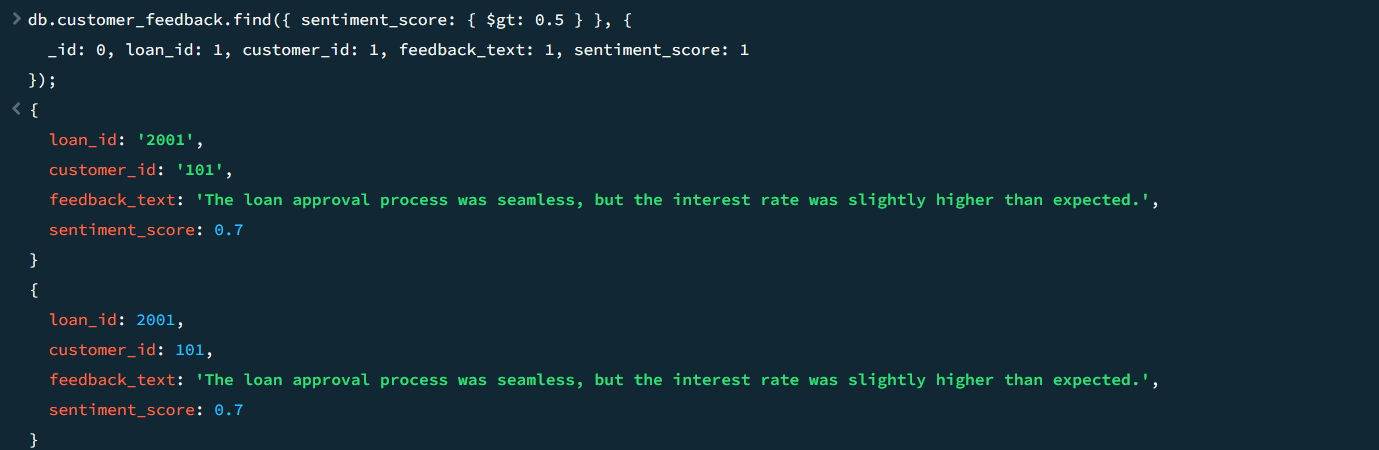 > db.customer_feedback.find({ sentiment_score: { $gt: 0.5 } }, {
_id: 0, loan_id: 1, customer_id: 1, feedback_text: 1, sentiment_score: 1
});
< {
loan_id: '2001',
customer_id: '101',
feedback_text: 'The loan approval process was seamless, but the interest rate was slightly higher than expected.',
sentiment_score: 0.7
}
{
loan_id: 2001,
customer_id: 101,
feedback_text: 'The loan approval process was seamless, but the interest rate was slightly higher than expected.',
sentiment_score: 0.7
}